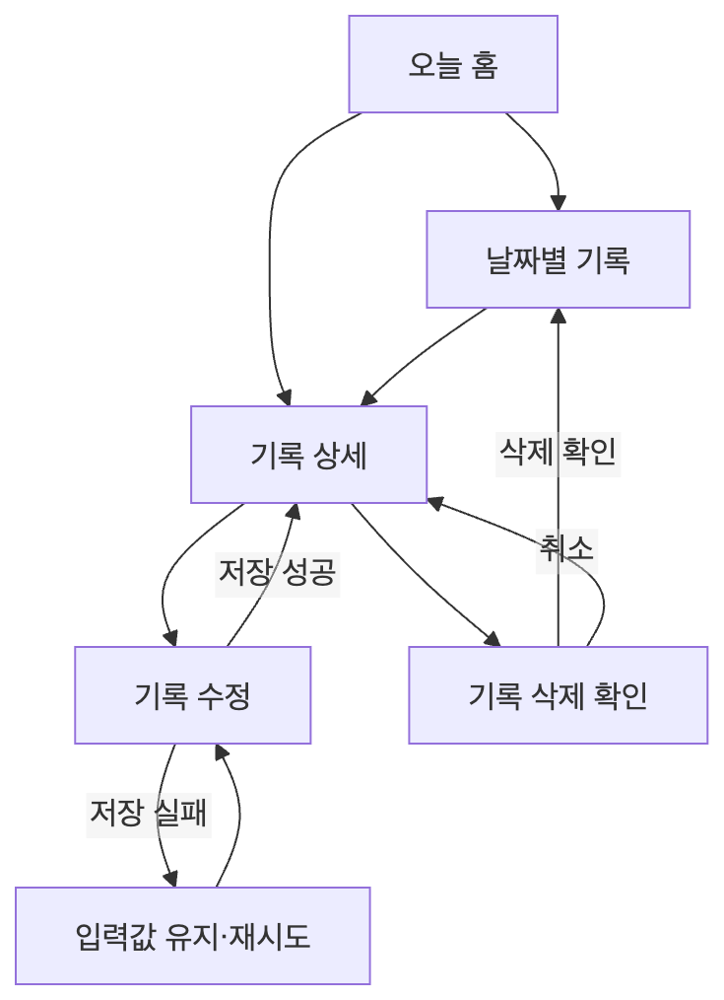 오늘 홈
날짜별 기록
삭제 확인
기록 상세
취소
저장 성공
기록 수정
기록 삭제 확인
저장 실패
입력값 유지·재시도